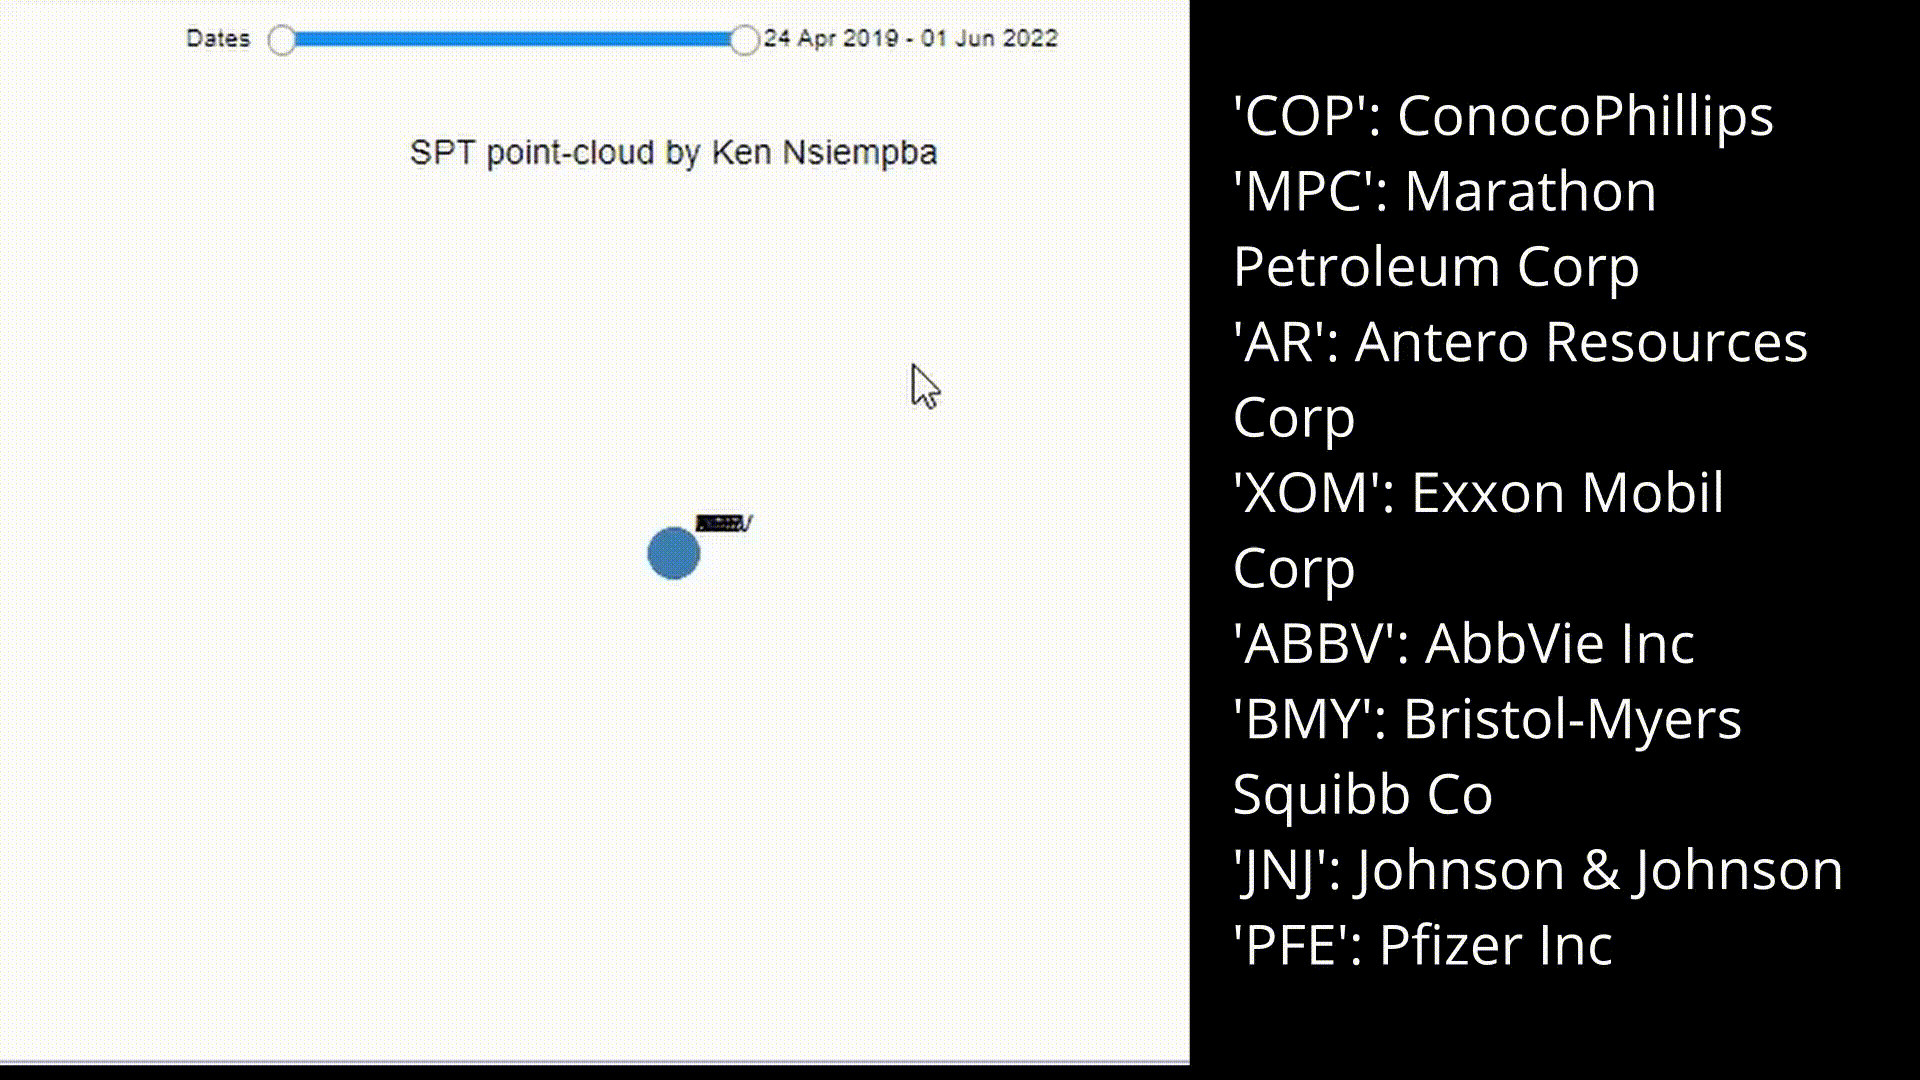 Dates 24 Apr 2019 - 01 Jun 2022
SPT point-cloud by Ken Nsiempba
'COP': ConocoPhillips
'MPC': Marathon
Petroleum Corp
'AR': Antero Resources
Corp
'XOM': Exxon Mobil
Corp
'ABBV': AbbVie Inc
'BMY': Bristol-Myers
Squibb Co
'JNJ': Johnson & Johnson
'PFE': Pfizer Inc